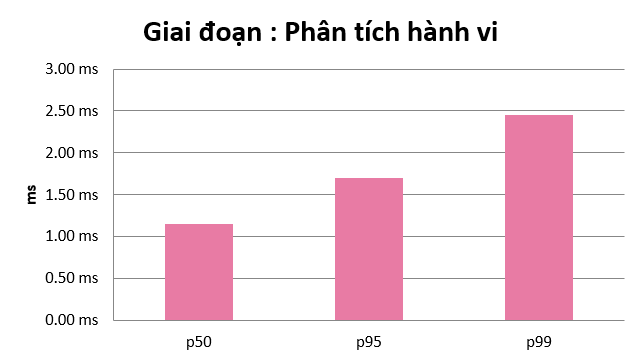 Giai đoạn : Phân tích hành vi
3.00 ms
2.50 ms
2.00 ms
1.50 ms
1.00 ms
0.50 ms
0.00 ms
ms
p50 p95 p99